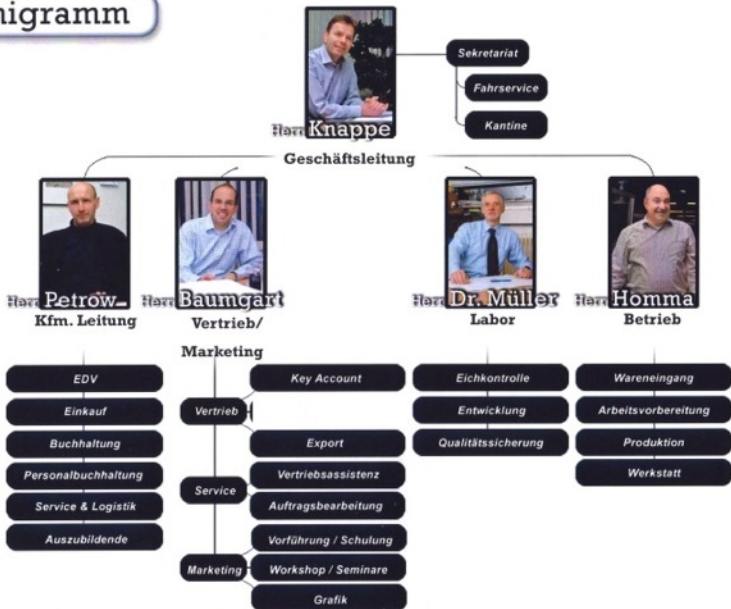 nigramm
Sekretariat
Fahrservice
Kantine
Herr Knappe
Geschäftsleitung
Herr Petrow
Kfm. Leitung
Herr Baumgart
Vertrieb/
Marketing
Herr Dr. Müller
Labor
Herr Homma
Betrieb
EDV
Einkauf
Buchhaltung
Personalbuchhaltung
Service & Logistik
Auszubildende
Vertrieb
Key Account
Export
Service
Vertriebsassistenz
Auftragsbearbeitung
Marketing
Vorführung / Schulung
Workshop / Seminare
Grafik
Eichkontrolle
Entwicklung
Qualitätssicherung
Wareneingang
Arbeitsvorbereitung
Produktion
Werkstatt